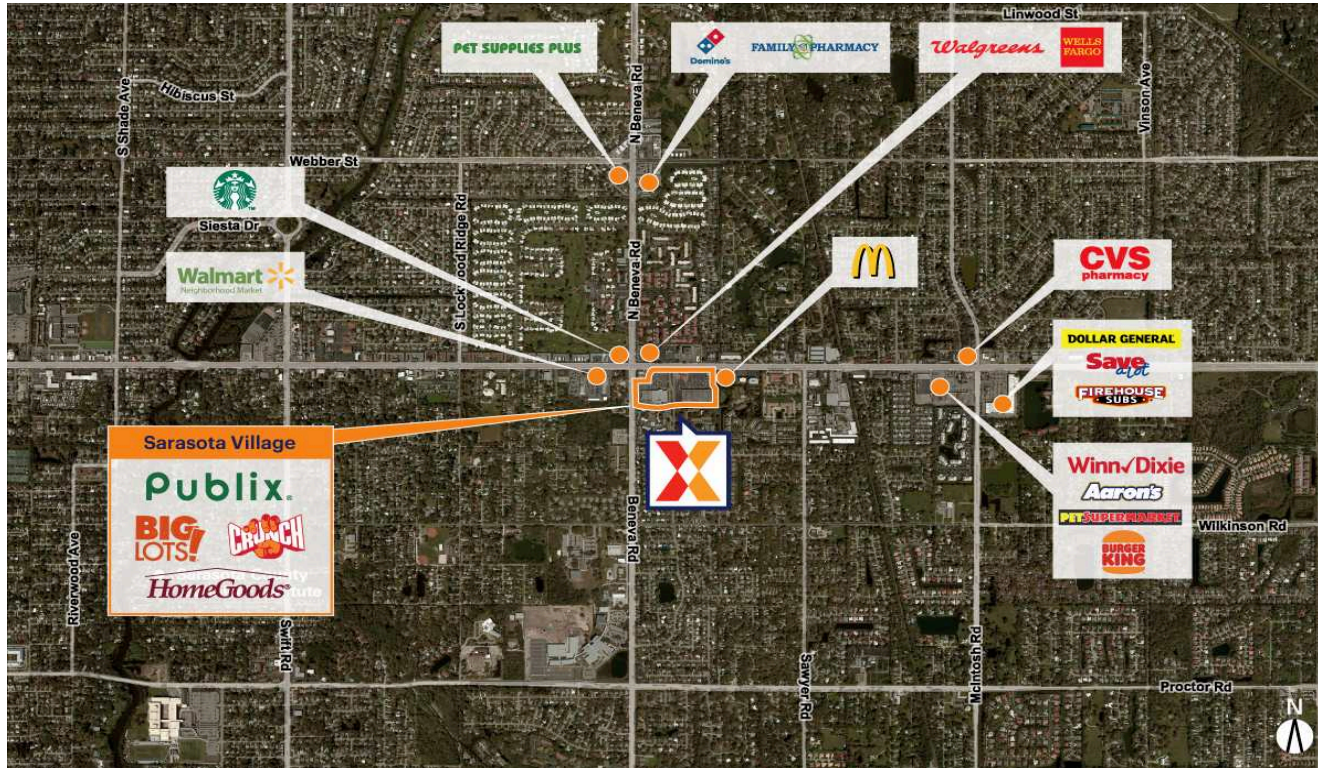 Linwood St
PET SUPPLIES PLUS
Domino's
FAMILY PHARMACY
Walgreens
WELLS
FARGO
Hibiscus St
S Shade Ave
N Beneva Rd
Vinson Ave
Webber St
Siesta Dr
S Lockwood Ridge Rd
N Beneva Rd
Walmart
Neighborhood Market
CVS
pharmacy
DOLLAR GENERAL
Save
a lot
FIREHOUSE
SUBS
Sarasota Village
Publix.
BIG
LOTS!
CRUNCH
HomeGoods
Beneva Rd
Winn Dixie
Aaron's
PET SUPERMARKET
BURGER
KING
Wilkinson Rd
Riverwood Ave
Swift Rd
Sawyer Rd
McIntosh Rd
Proctor Rd
N